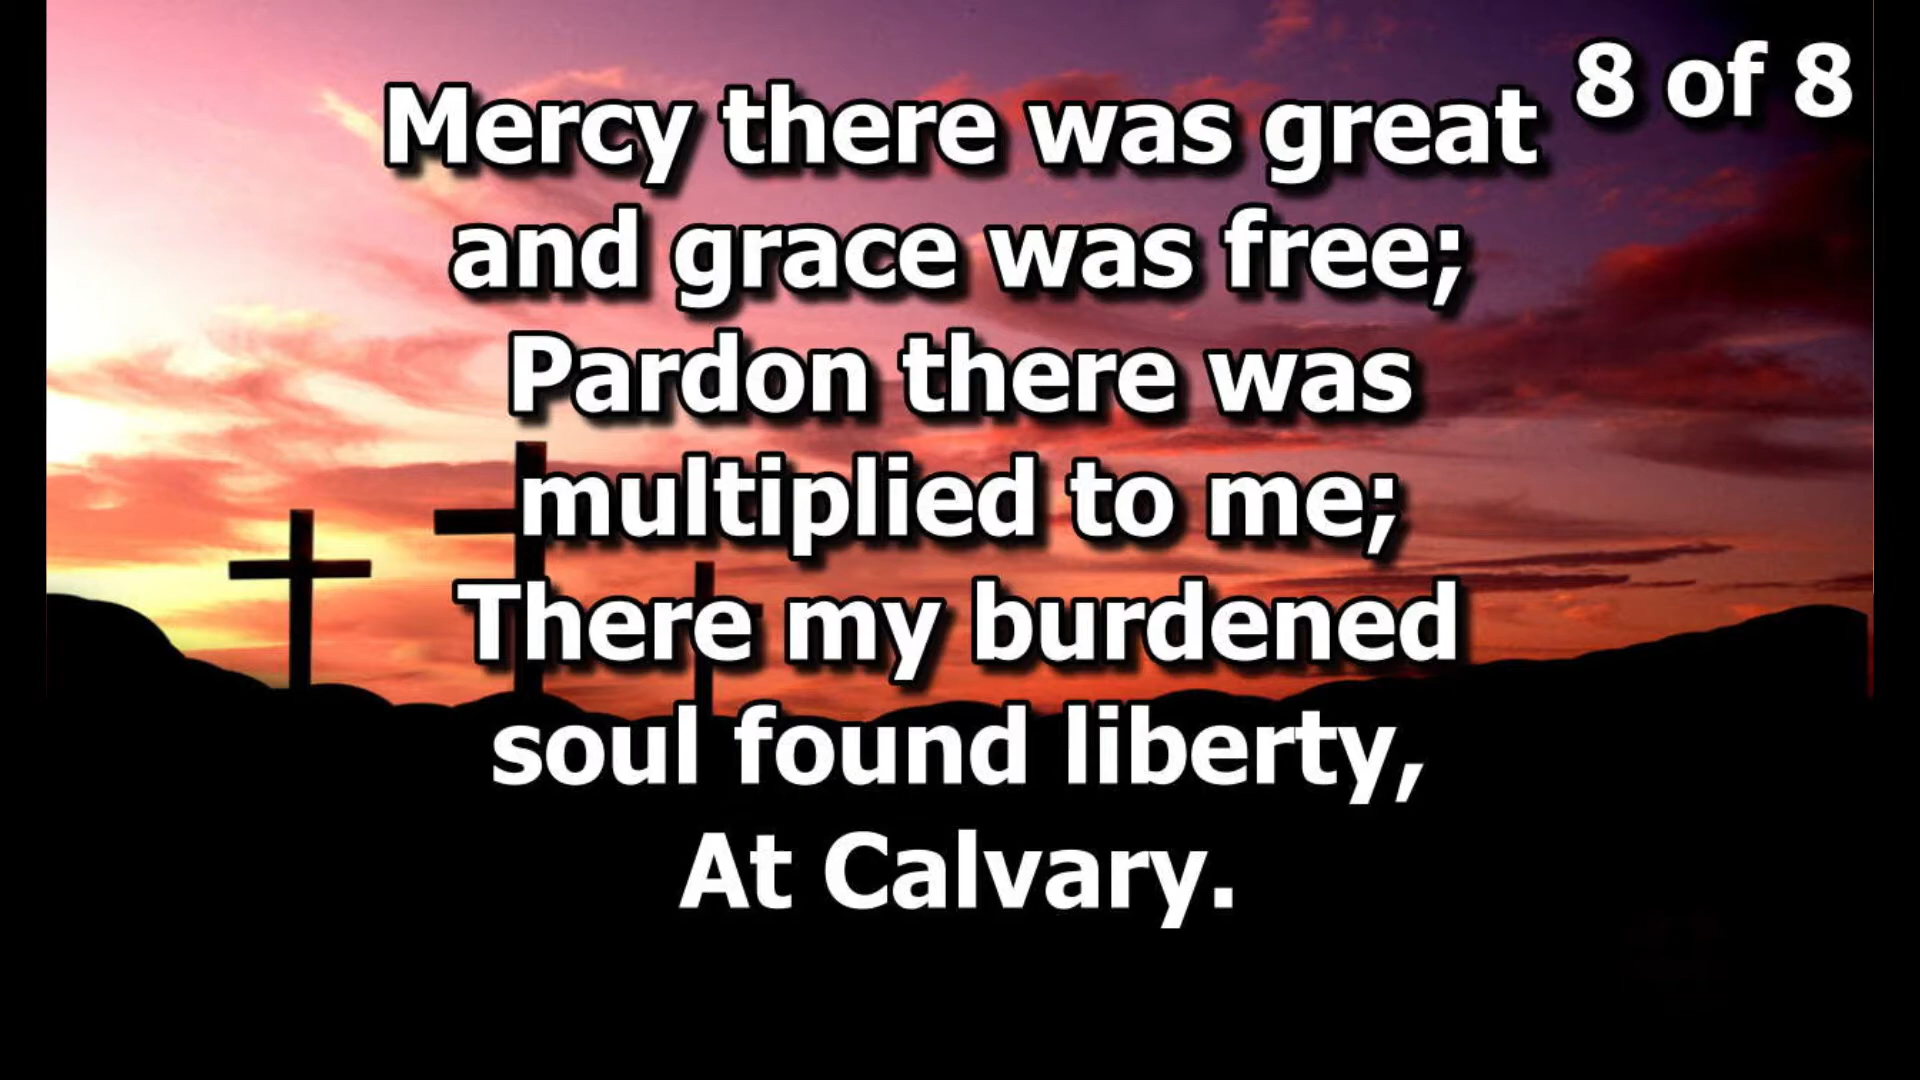 8 of 8
Mercy there was great
and grace was free;
Pardon there was
multiplied to me;
There my burdened
soul found liberty,
At Calvary.